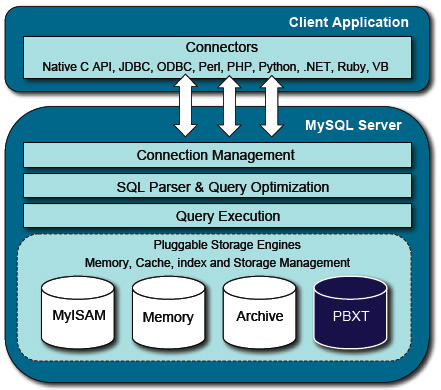 Client Application
Connectors
Native C API, JDBC, ODBC, Perl, PHP, Python, .NET, Ruby, VB
MySQL Server
Connection Management
SQL Parser & Query Optimization
Query Execution
Pluggable Storage Engines
Memory, Cache, index and Storage Management
MyISAM Memory Archive PBXT